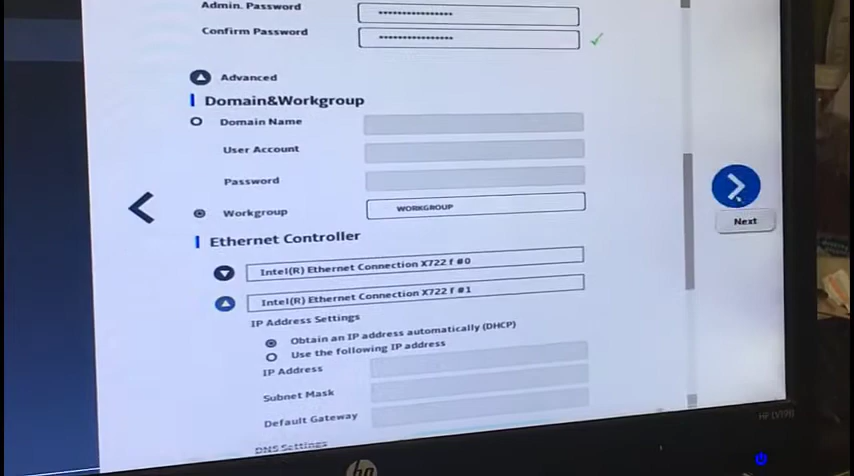 Admin. Password ****************
Confirm Password ****************
Advanced
Domain&Workgroup
Domain Name
User Account
Password
Workgroup WORKGROUP
Next
Ethernet Controller
Intel(R) Ethernet Connection X722 f #0
Intel(R) Ethernet Connection X722 f #1
IP Address Settings
Obtain an IP address automatically (DHCP)
Use the following IP address
IP Address
Subnet Mask
Default Gateway
DNS Settings
hp